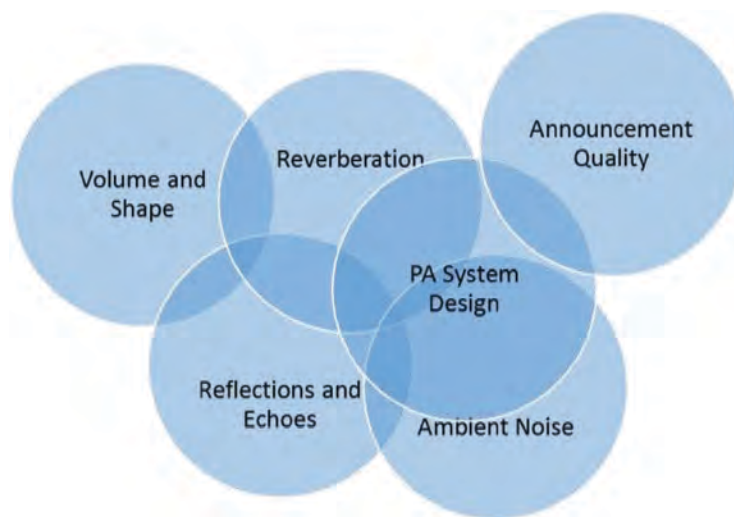 Announcement
Quality
Reverberation
Volume and
Shape
PA System
Design
Reflections and
Echoes
Ambient Noise